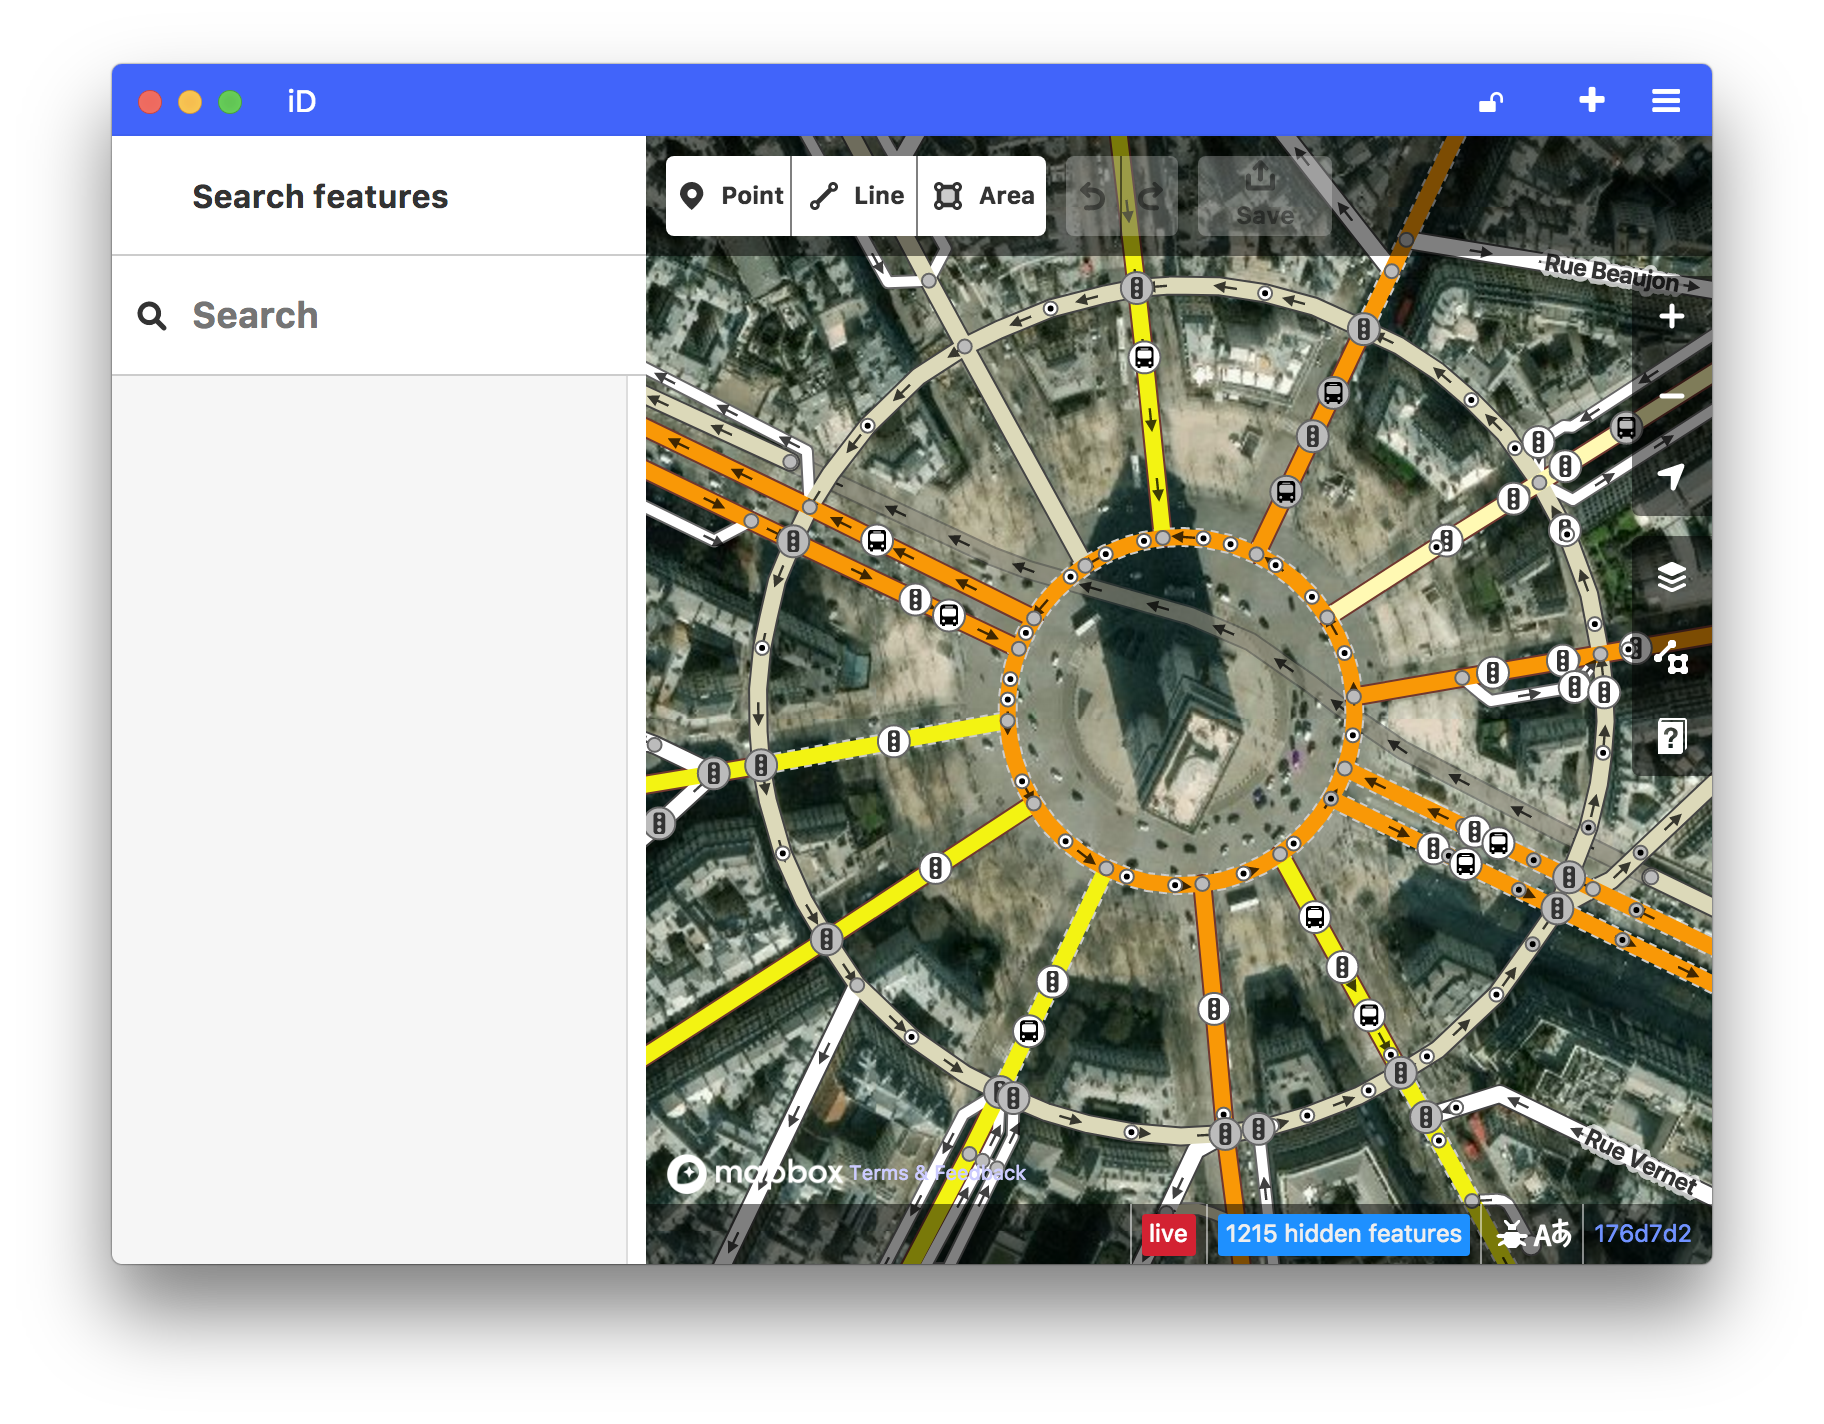 iD
Search features
Search
Point
Line
Area
Save
Rue Beaujon
?
Rue Vernet
mapbox Terms & Feedback
live
1215 hidden features
Aあ
176d7d2